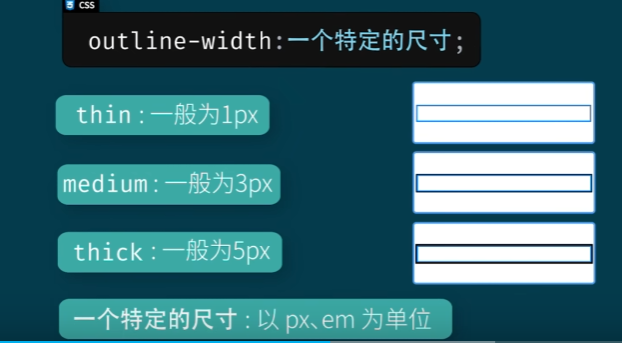 CSS
outline-width:一个特定的尺寸;
thin:一般为1px
medium:一般为3px
thick:一般为5px
一个特定的尺寸:以 px、em 为单位